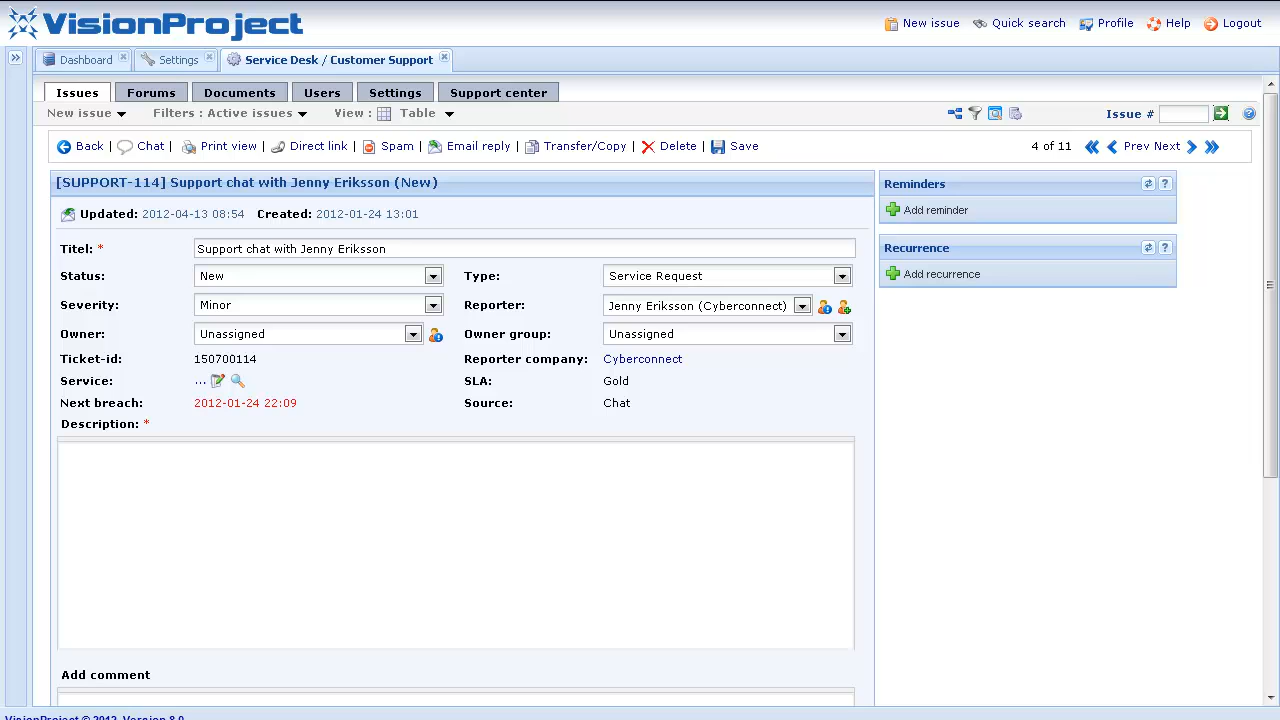 VisionProject
New issue Quick search Profile Help Logout
Dashboard Settings Service Desk / Customer Support
Issues Forums Documents Users Settings Support center
New issue Filters : Active issues View : Table Issue #
Back | Chat | Print view | Direct link | Spam | Email reply | Transfer/Copy | Delete | Save 4 of 11 Prev Next
[SUPPORT-114] Support chat with Jenny Eriksson (New)
Reminders
Updated: 2012-04-13 08:54 Created: 2012-01-24 13:01
Add reminder
Titel: * Support chat with Jenny Eriksson
Recurrence
Status: New Type: Service Request
Add recurrence
Severity: Minor Reporter: Jenny Eriksson (Cyberconnect)
Owner: Unassigned Owner group: Unassigned
Ticket-id: 150700114 Reporter company: Cyberconnect
Service: ... SLA: Gold
Next breach: 2012-01-24 22:09 Source: Chat
Description: *
Add comment
VisionProject © 2012, Version 8.0